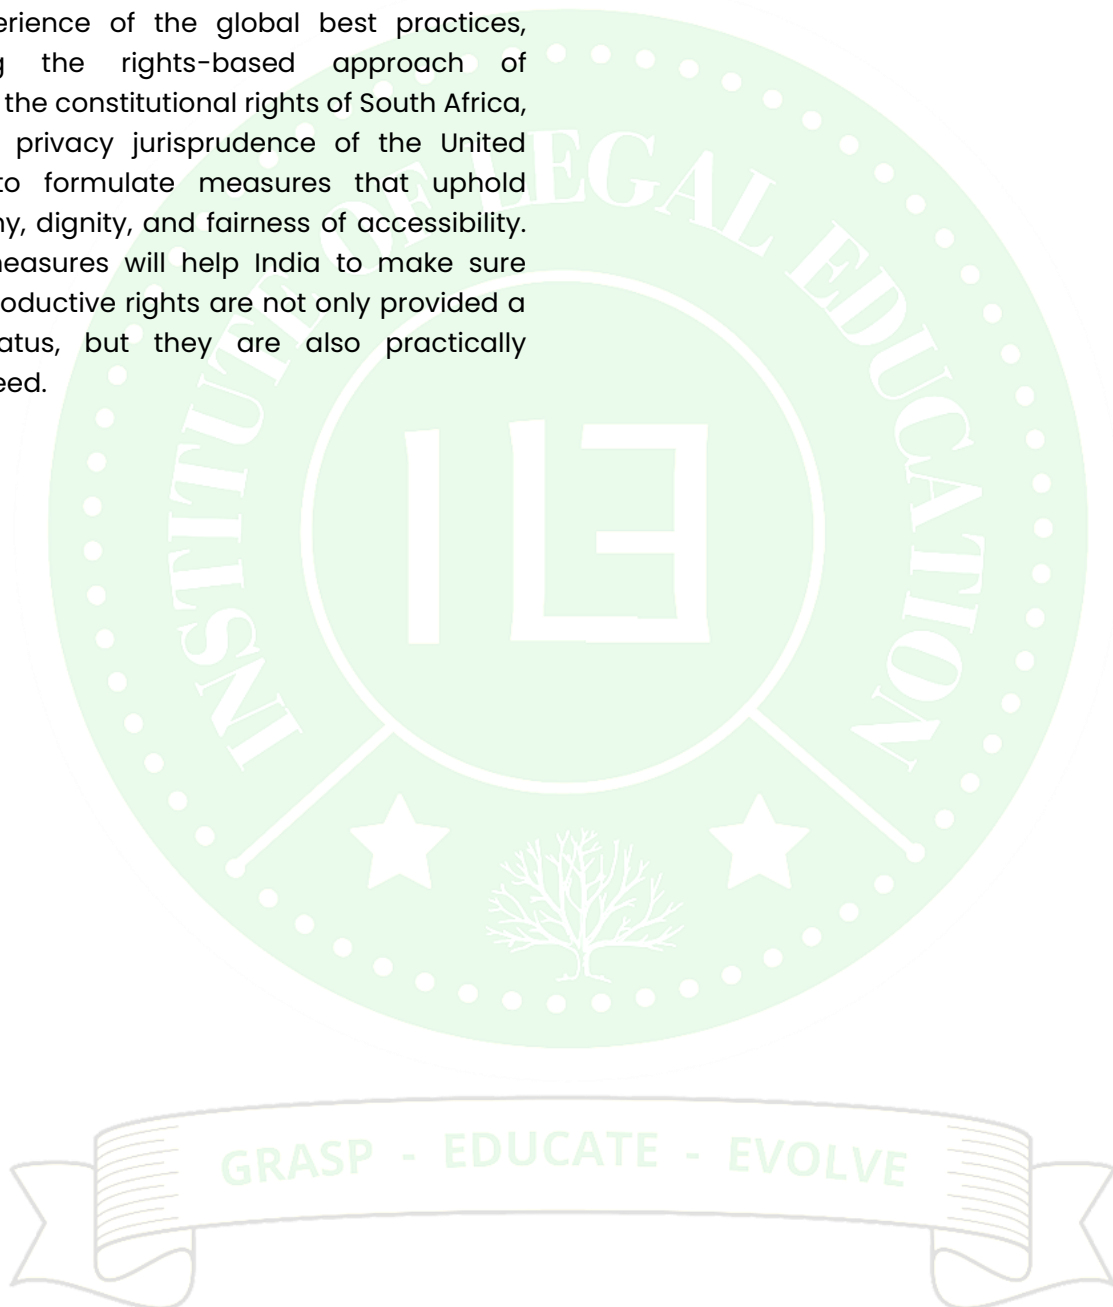 erience of the global best practices,
g the rights-based approach of
the constitutional rights of South Africa,
privacy jurisprudence of the United
to formulate measures that uphold
y, dignity, and fairness of accessibility.
measures will help India to make sure
oductive rights are not only provided a
atus, but they are also practically
eed.
INSTITUTE OF LEGAL EDUCATION
ILE
GRASP - EDUCATE - EVOLVE